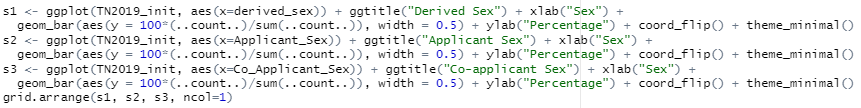 s1 <- ggplot(TN2019_init, aes(x=derived_sex)) + ggtitle("Derived Sex") + xlab("Sex") +
geom_bar(aes(y = 100*(..count..)/sum(..count..)), width = 0.5) + ylab("Percentage") + coord_flip() + theme_minimal()
s2 <- ggplot(TN2019_init, aes(x=Applicant_Sex)) + ggtitle("Applicant Sex") + xlab("Sex") +
geom_bar(aes(y = 100*(..count..)/sum(..count..)), width = 0.5) + ylab("Percentage") + coord_flip() + theme_minimal()
s3 <- ggplot(TN2019_init, aes(x=Co_Applicant_Sex)) + ggtitle("Co-applicant Sex") + xlab("Sex") +
geom_bar(aes(y = 100*(..count..)/sum(..count..)), width = 0.5) + ylab("Percentage") + coord_flip() + theme_minimal()
grid.arrange(s1, s2, s3, ncol=1)